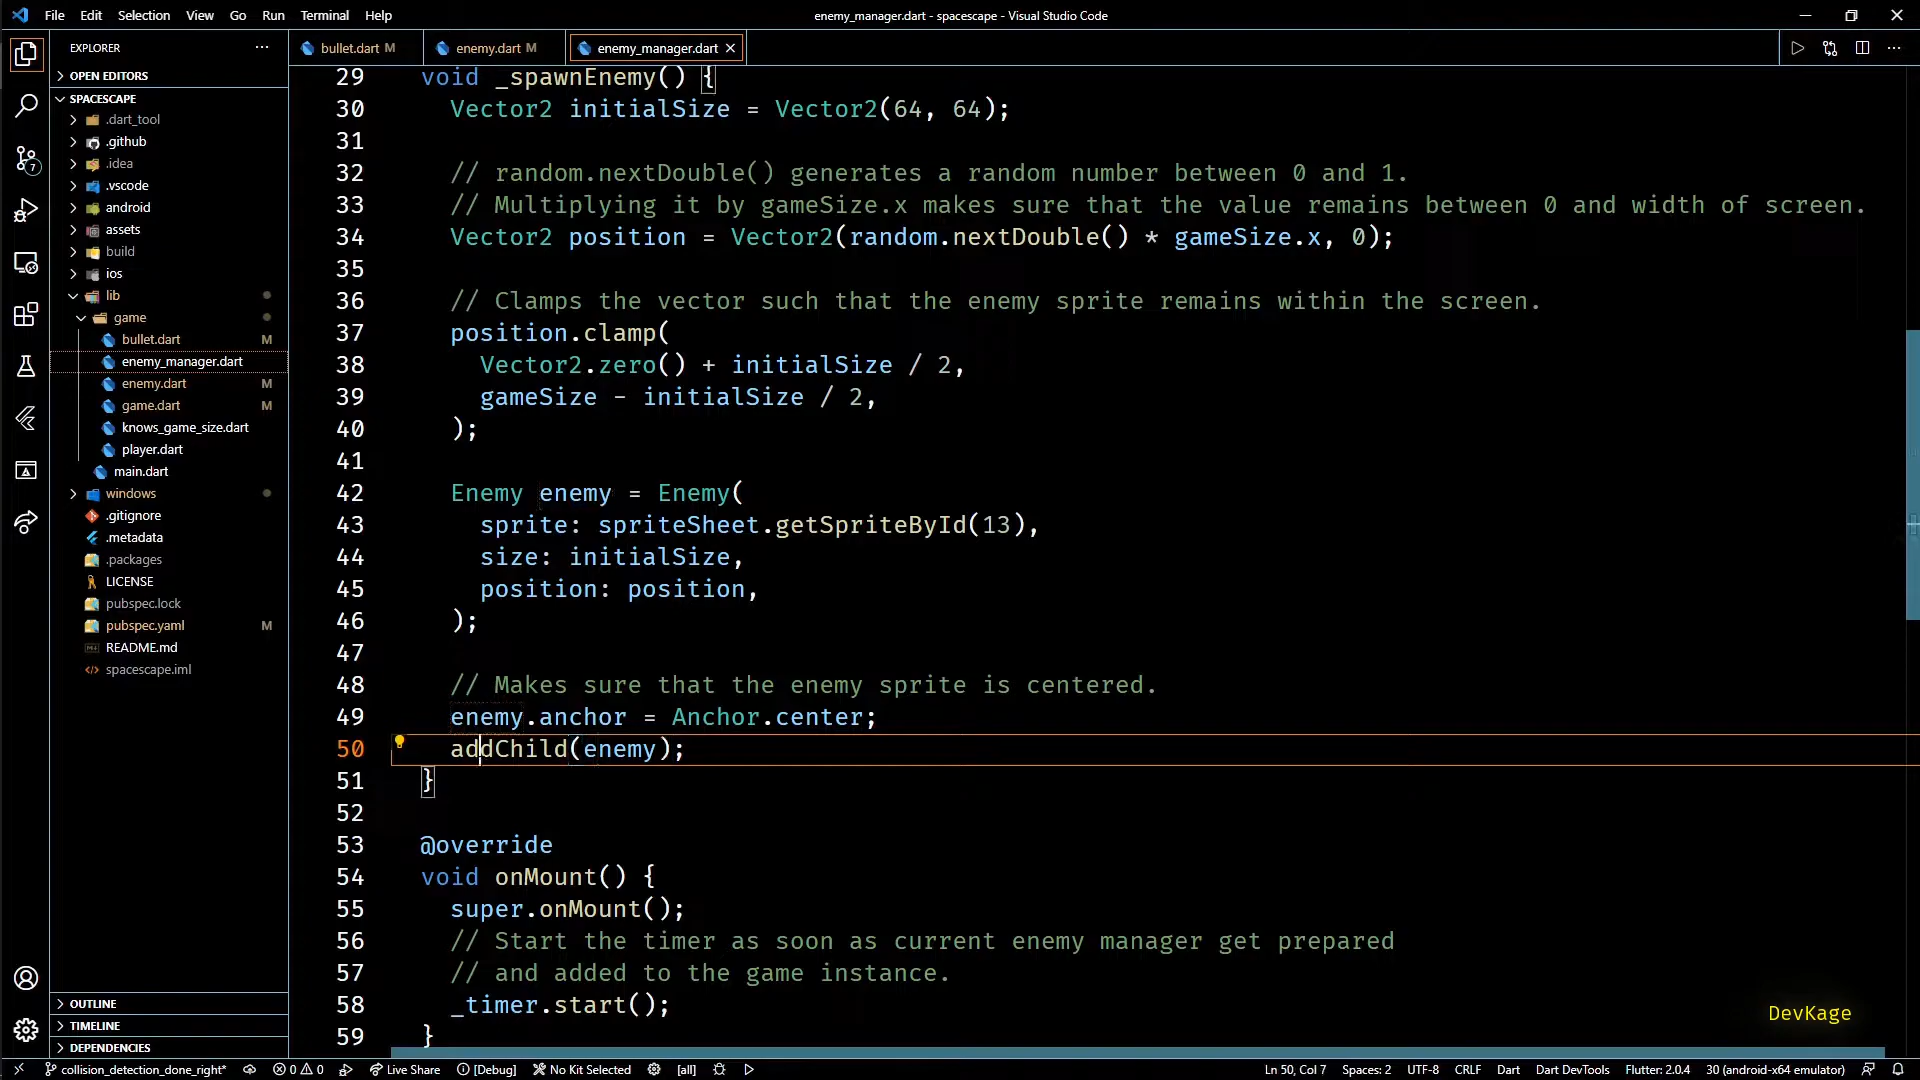 File Edit Selection View Go Run Terminal Help
enemy_manager.dart - spacescape - Visual Studio Code
EXPLORER
bullet.dart M
enemy.dart M
enemy_manager.dart
OPEN EDITORS
SPACESCAPE
.dart_tool
.github
.idea
.vscode
android
assets
build
ios
lib
game
bullet.dart M
enemy_manager.dart
enemy.dart M
game.dart M
knows_game_size.dart
player.dart
main.dart
windows
.gitignore
.metadata
.packages
LICENSE
pubspec.lock
pubspec.yaml M
README.md
spacescape.iml
OUTLINE
TIMELINE
DEPENDENCIES
7
29 void _spawnEnemy() {
30 Vector2 initialSize = Vector2(64, 64);
31
32 // random.nextDouble() generates a random number between 0 and 1.
33 // Multiplying it by gameSize.x makes sure that the value remains between 0 and width of screen.
34 Vector2 position = Vector2(random.nextDouble() * gameSize.x, 0);
35
36 // Clamps the vector such that the enemy sprite remains within the screen.
37 position.clamp(
38 Vector2.zero() + initialSize / 2,
39 gameSize - initialSize / 2,
40 );
41
42 Enemy enemy = Enemy(
43 sprite: spriteSheet.getSpriteById(13),
44 size: initialSize,
45 position: position,
46 );
47
48 // Makes sure that the enemy sprite is centered.
49 enemy.anchor = Anchor.center;
50 addChild(enemy);
51 }
52
53 @override
54 void onMount() {
55 super.onMount();
56 // Start the timer as soon as current enemy manager get prepared
57 // and added to the game instance.
58 _timer.start();
59 }
DevKage
collision_detection_done_right* 0 0 Live Share [Debug] No Kit Selected [all] Ln 50, Col 7 Spaces: 2 UTF-8 CRLF Dart Dart DevTools Flutter: 2.0.4 30 (android-x64 emulator)